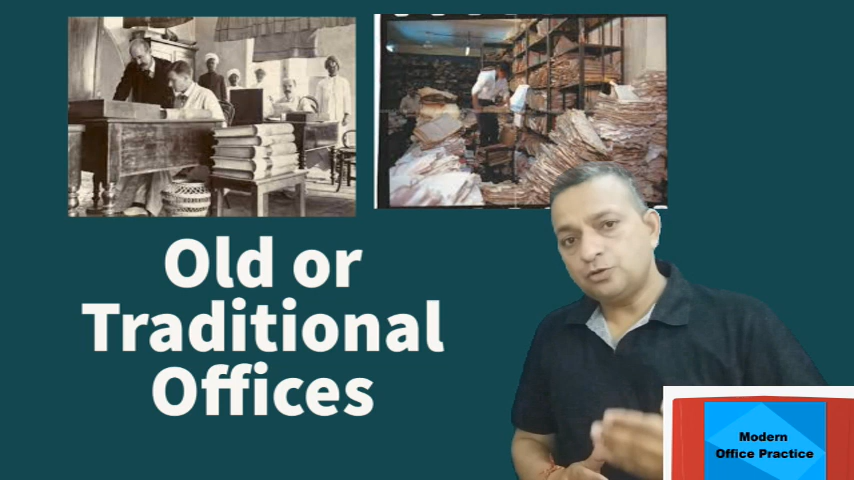 Old or
Traditional
Offices
Modern
Office Practice